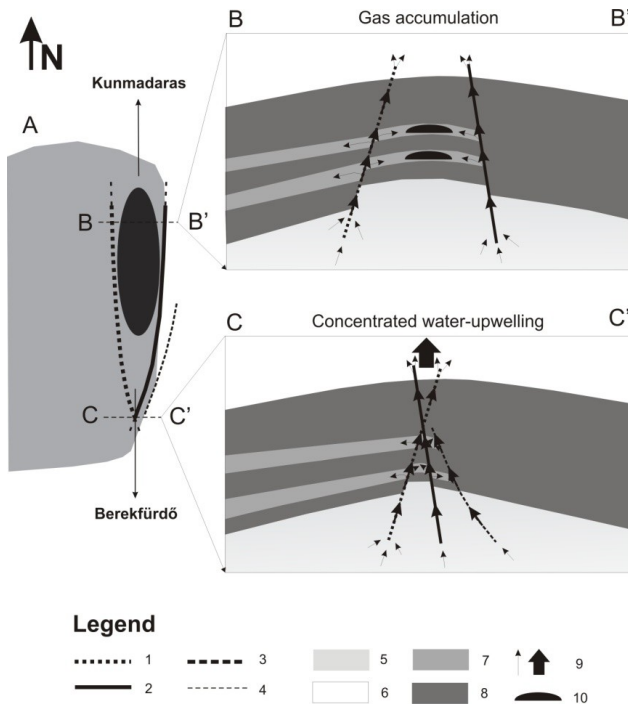 B Gas accumulation B'
N
Kunmadaras
A
B B'
C Concentrated water-upwelling C'
C C'
Berekfürdő
Legend
1 3 5 7 9
2 4 6 8 10